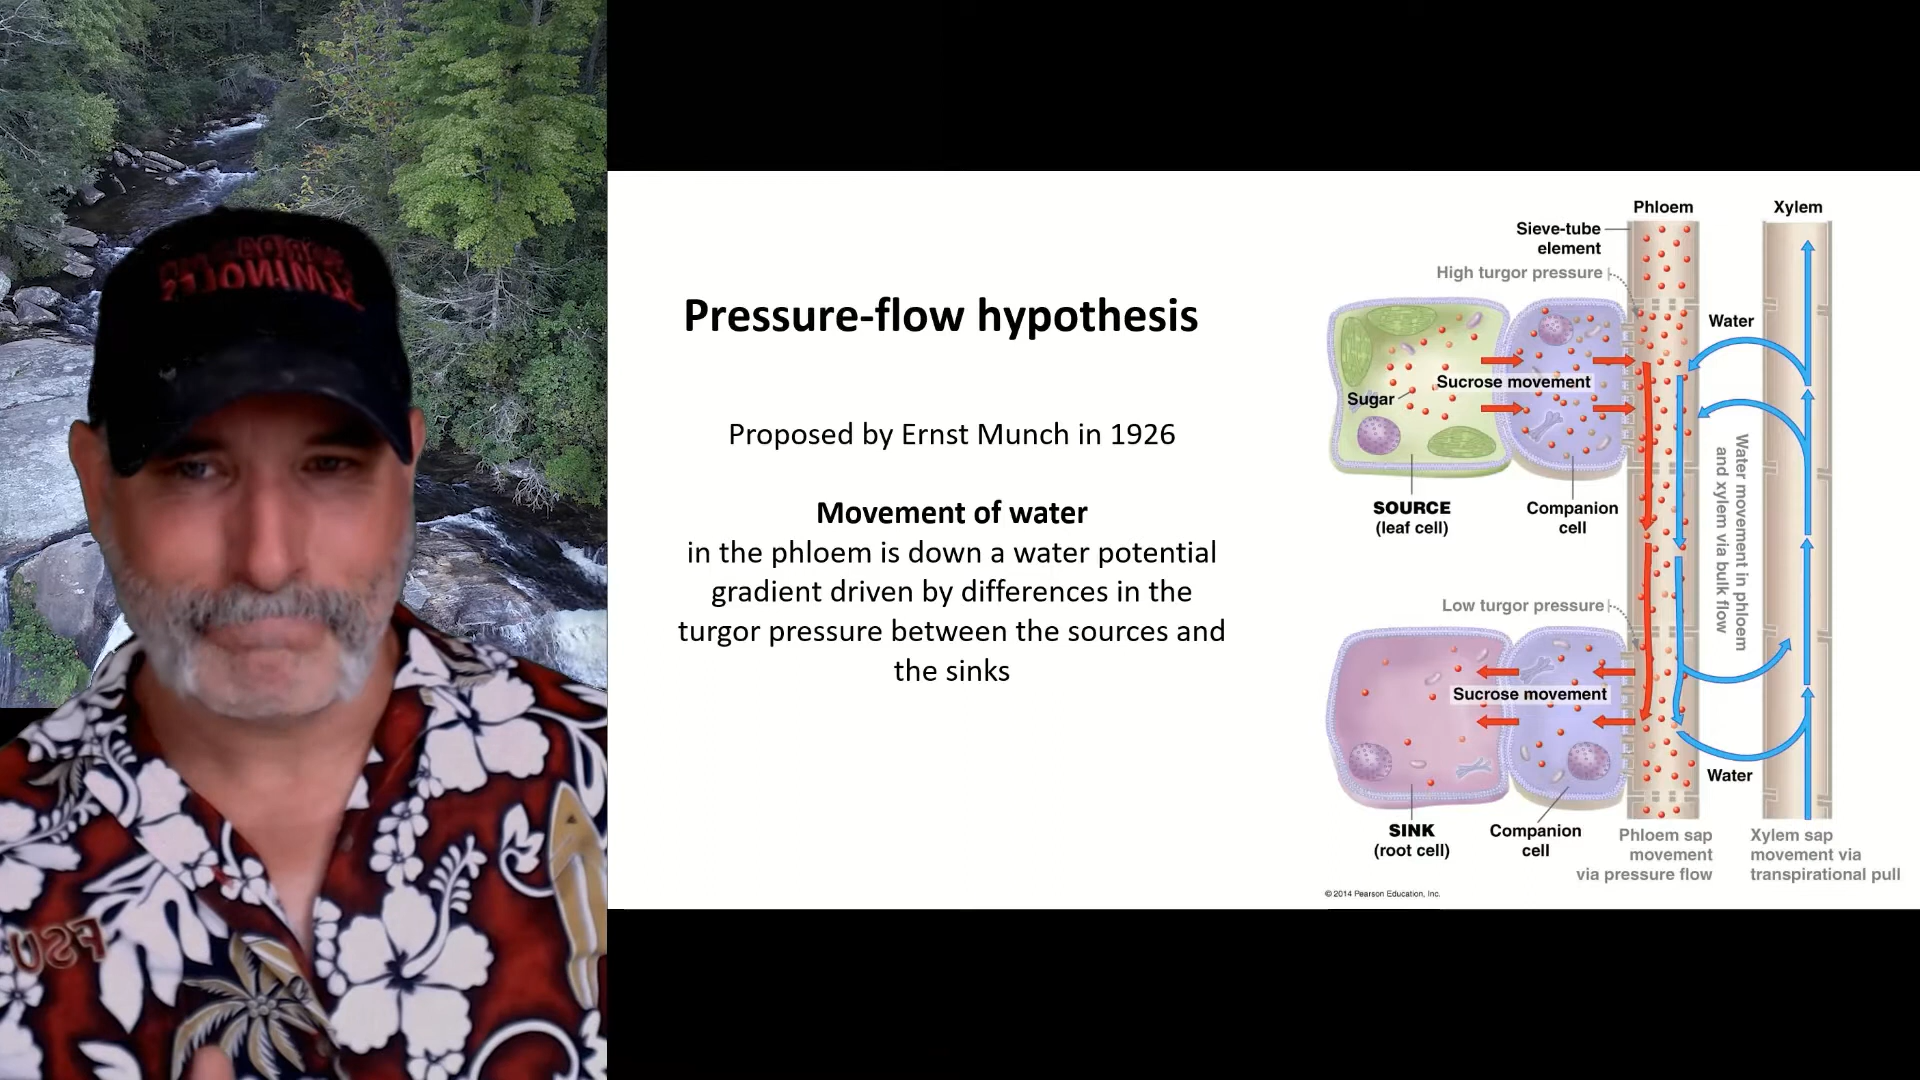 SEMINOLES
FSU
Pressure-flow hypothesis
Proposed by Ernst Munch in 1926
Movement of water
in the phloem is down a water potential
gradient driven by differences in the
turgor pressure between the sources and
the sinks
Phloem
Xylem
Sieve-tube
element
High turgor pressure
Water
Sucrose movement
Sugar
SOURCE
(leaf cell)
Companion
cell
Water movement in phloem
and xylem via bulk flow
Low turgor pressure
Sucrose movement
Water
SINK
(root cell)
Companion
cell
Phloem sap
movement
via pressure flow
Xylem sap
movement via
transpirational pull
© 2014 Pearson Education, Inc.